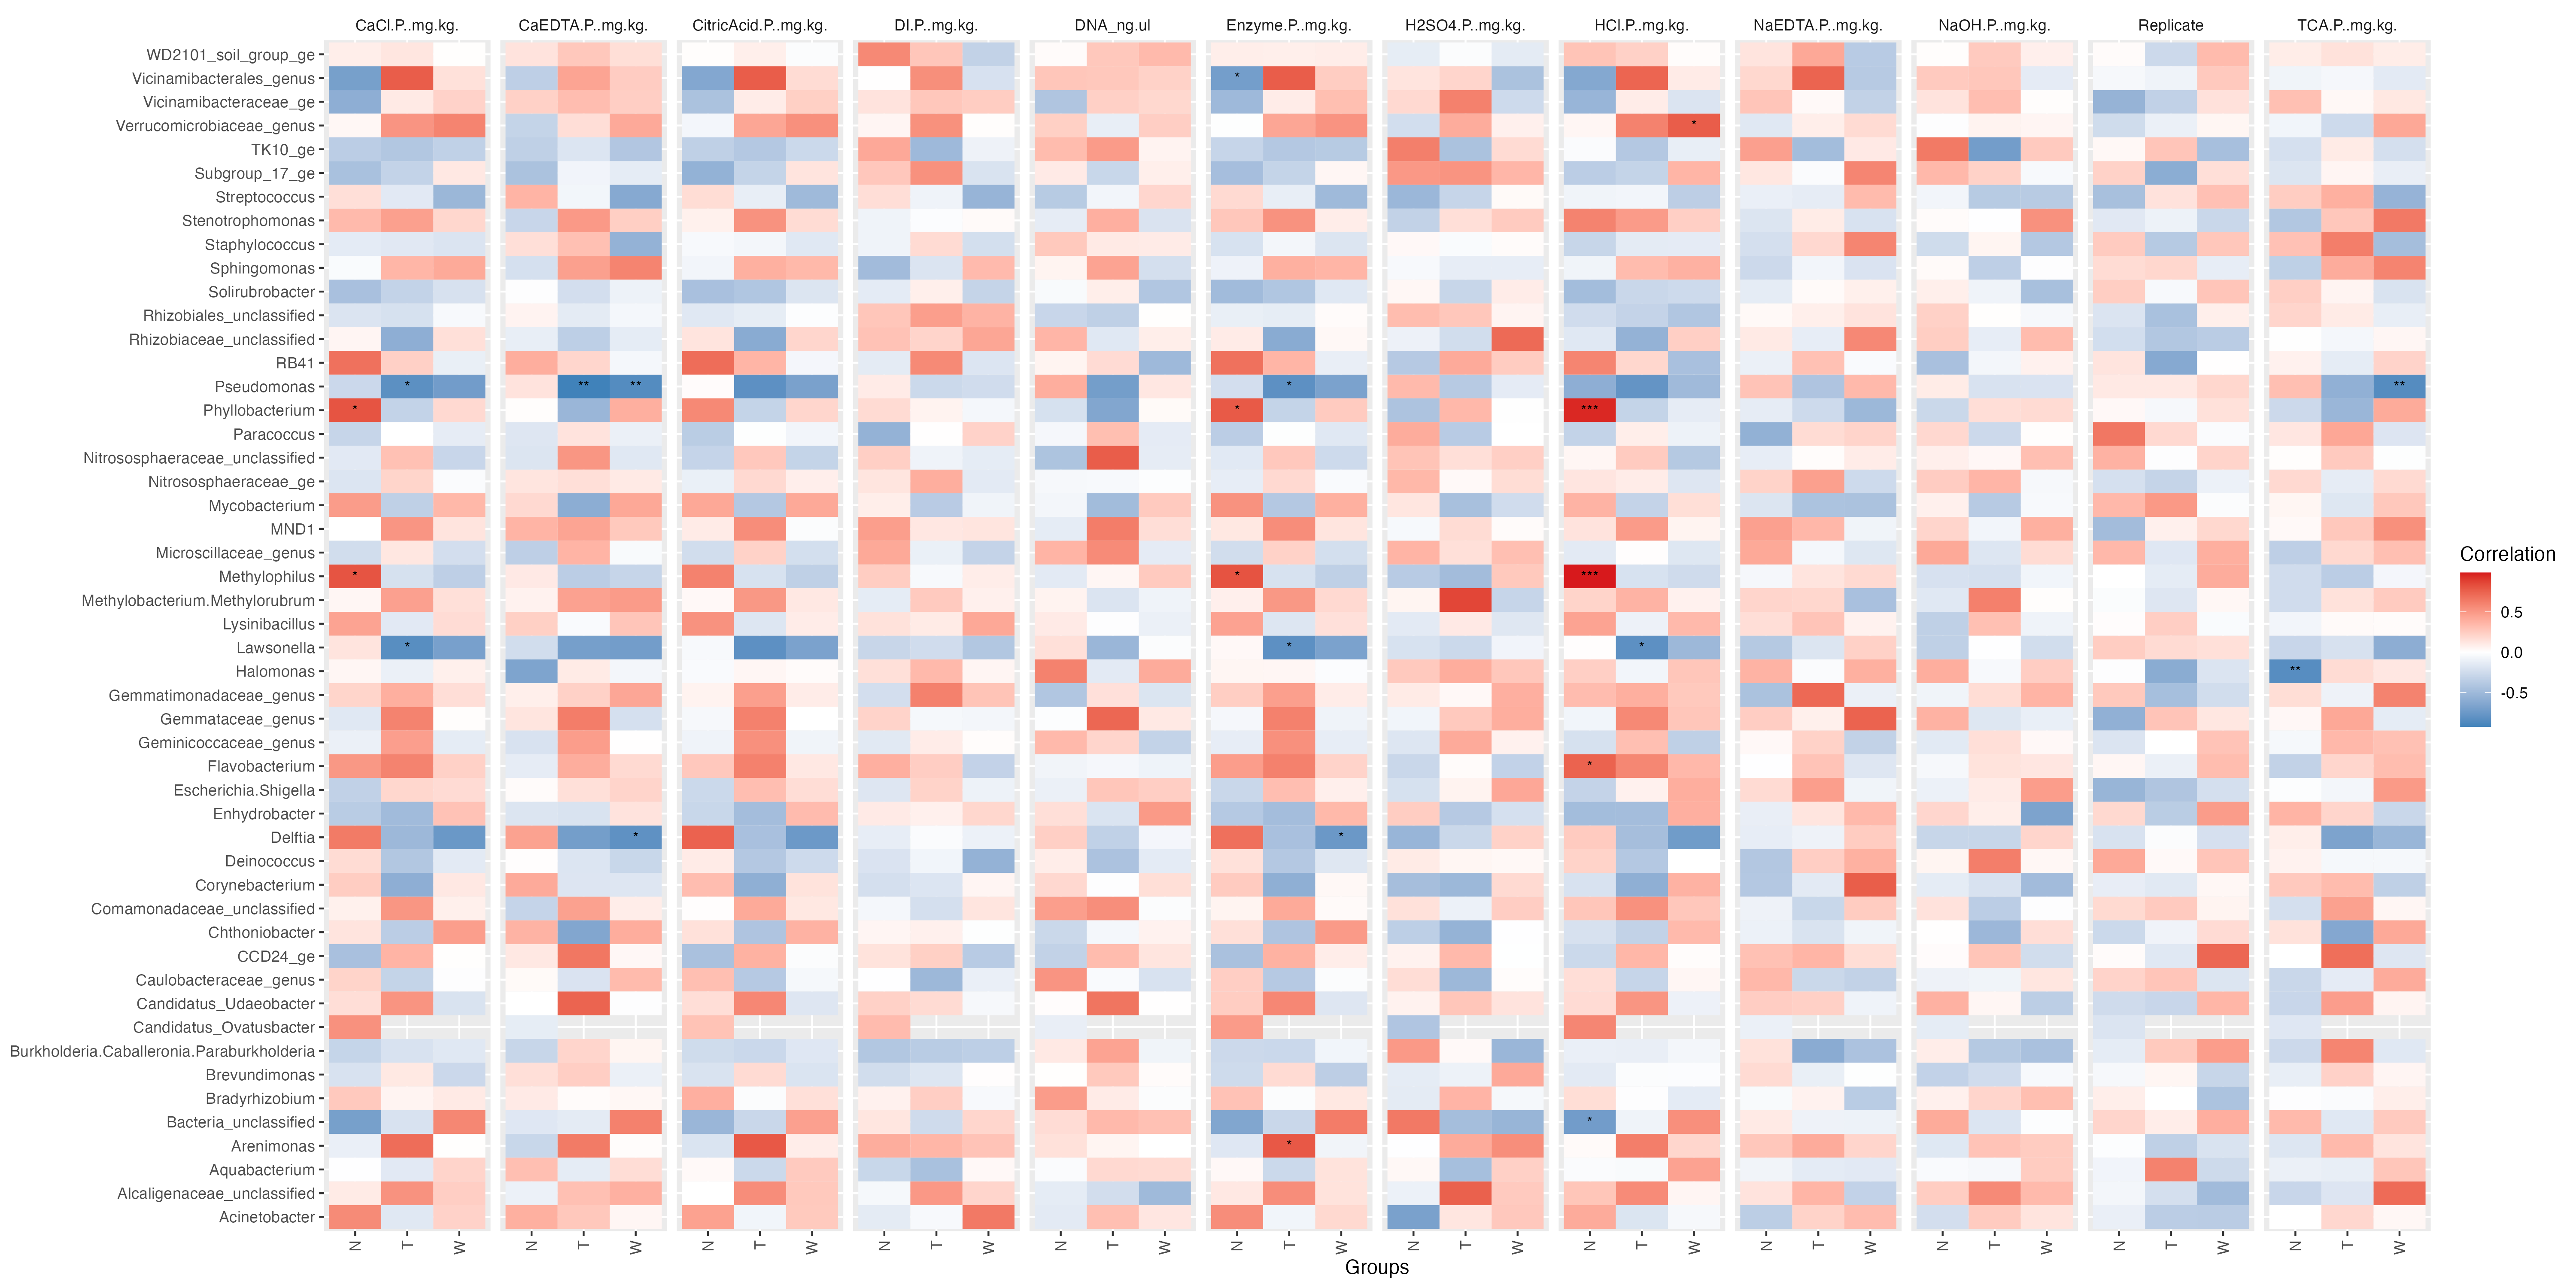 CaCl.P..mg.kg. CaEDTA.P..mg.kg. CitricAcid.P..mg.kg. DI.P..mg.kg. DNA_ng.ul Enzyme.P..mg.kg. H2SO4.P..mg.kg. HCl.P..mg.kg. NaEDTA.P..mg.kg. NaOH.P..mg.kg. Replicate TCA.P..mg.kg.
WD2101_soil_group_ge
Vicinamibacterales_genus *
Vicinamibacteraceae_ge
Verrucomicrobiaceae_genus *
TK10_ge
Subgroup_17_ge
Streptococcus
Stenotrophomonas
Staphylococcus
Sphingomonas
Solirubrobacter
Rhizobiales_unclassified
Rhizobiaceae_unclassified
RB41
Pseudomonas * ** ** * **
Phyllobacterium * * ***
Paracoccus
Nitrososphaeraceae_unclassified
Nitrososphaeraceae_ge
Mycobacterium
MND1
Microscillaceae_genus
Methylophilus * * ***
Methylobacterium.Methylorubrum
Lysinibacillus
Lawsonella * * *
Halomonas **
Gemmatimonadaceae_genus
Gemmataceae_genus
Geminicoccaceae_genus
Flavobacterium *
Escherichia.Shigella
Enhydrobacter
Delftia * *
Deinococcus
Corynebacterium
Comamonadaceae_unclassified
Chthoniobacter
CCD24_ge
Caulobacteraceae_genus
Candidatus_Udaeobacter
Candidatus_Ovatusbacter
Burkholderia.Caballeronia.Paraburkholderia
Brevundimonas
Bradyrhizobium
Bacteria_unclassified *
Arenimonas *
Aquabacterium
Alcaligenaceae_unclassified
Acinetobacter
N T W N T W N T W N T W N T W N T W N T W N T W N T W N T W N T W N T W
Groups
Correlation
0.5
0.0
-0.5